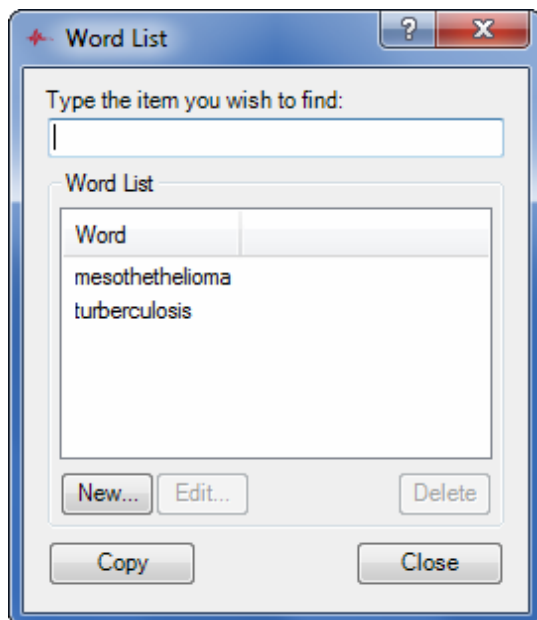 Word List
Type the item you wish to find:
Word List
Word
mesothethelioma
turberculosis
New... Edit... Delete
Copy Close